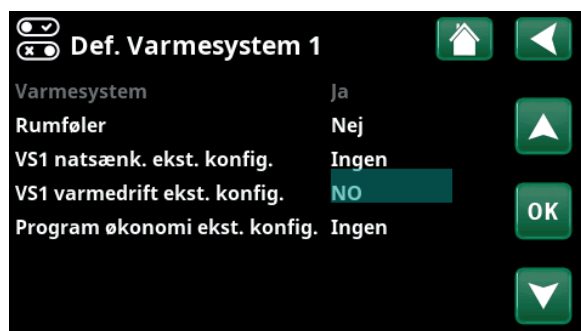 Def. Varmesystem 1
Varmesystem Ja
Rumføler Nej
VS1 natsænk. ekst. konfig. Ingen
VS1 varmedrift ekst. konfig. NO
Program økonomi ekst. konfig. Ingen
OK